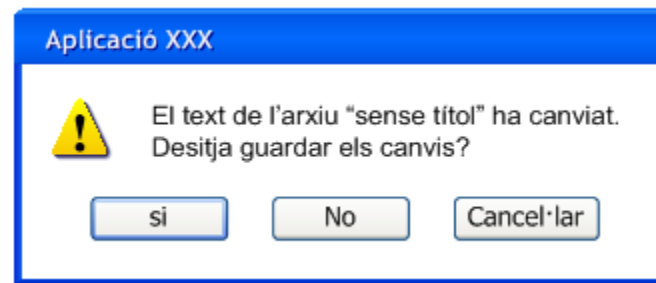 Aplicació XXX
El text de l’arxiu “sense títol” ha canviat.
Desitja guardar els canvis?
si No Cancel·lar